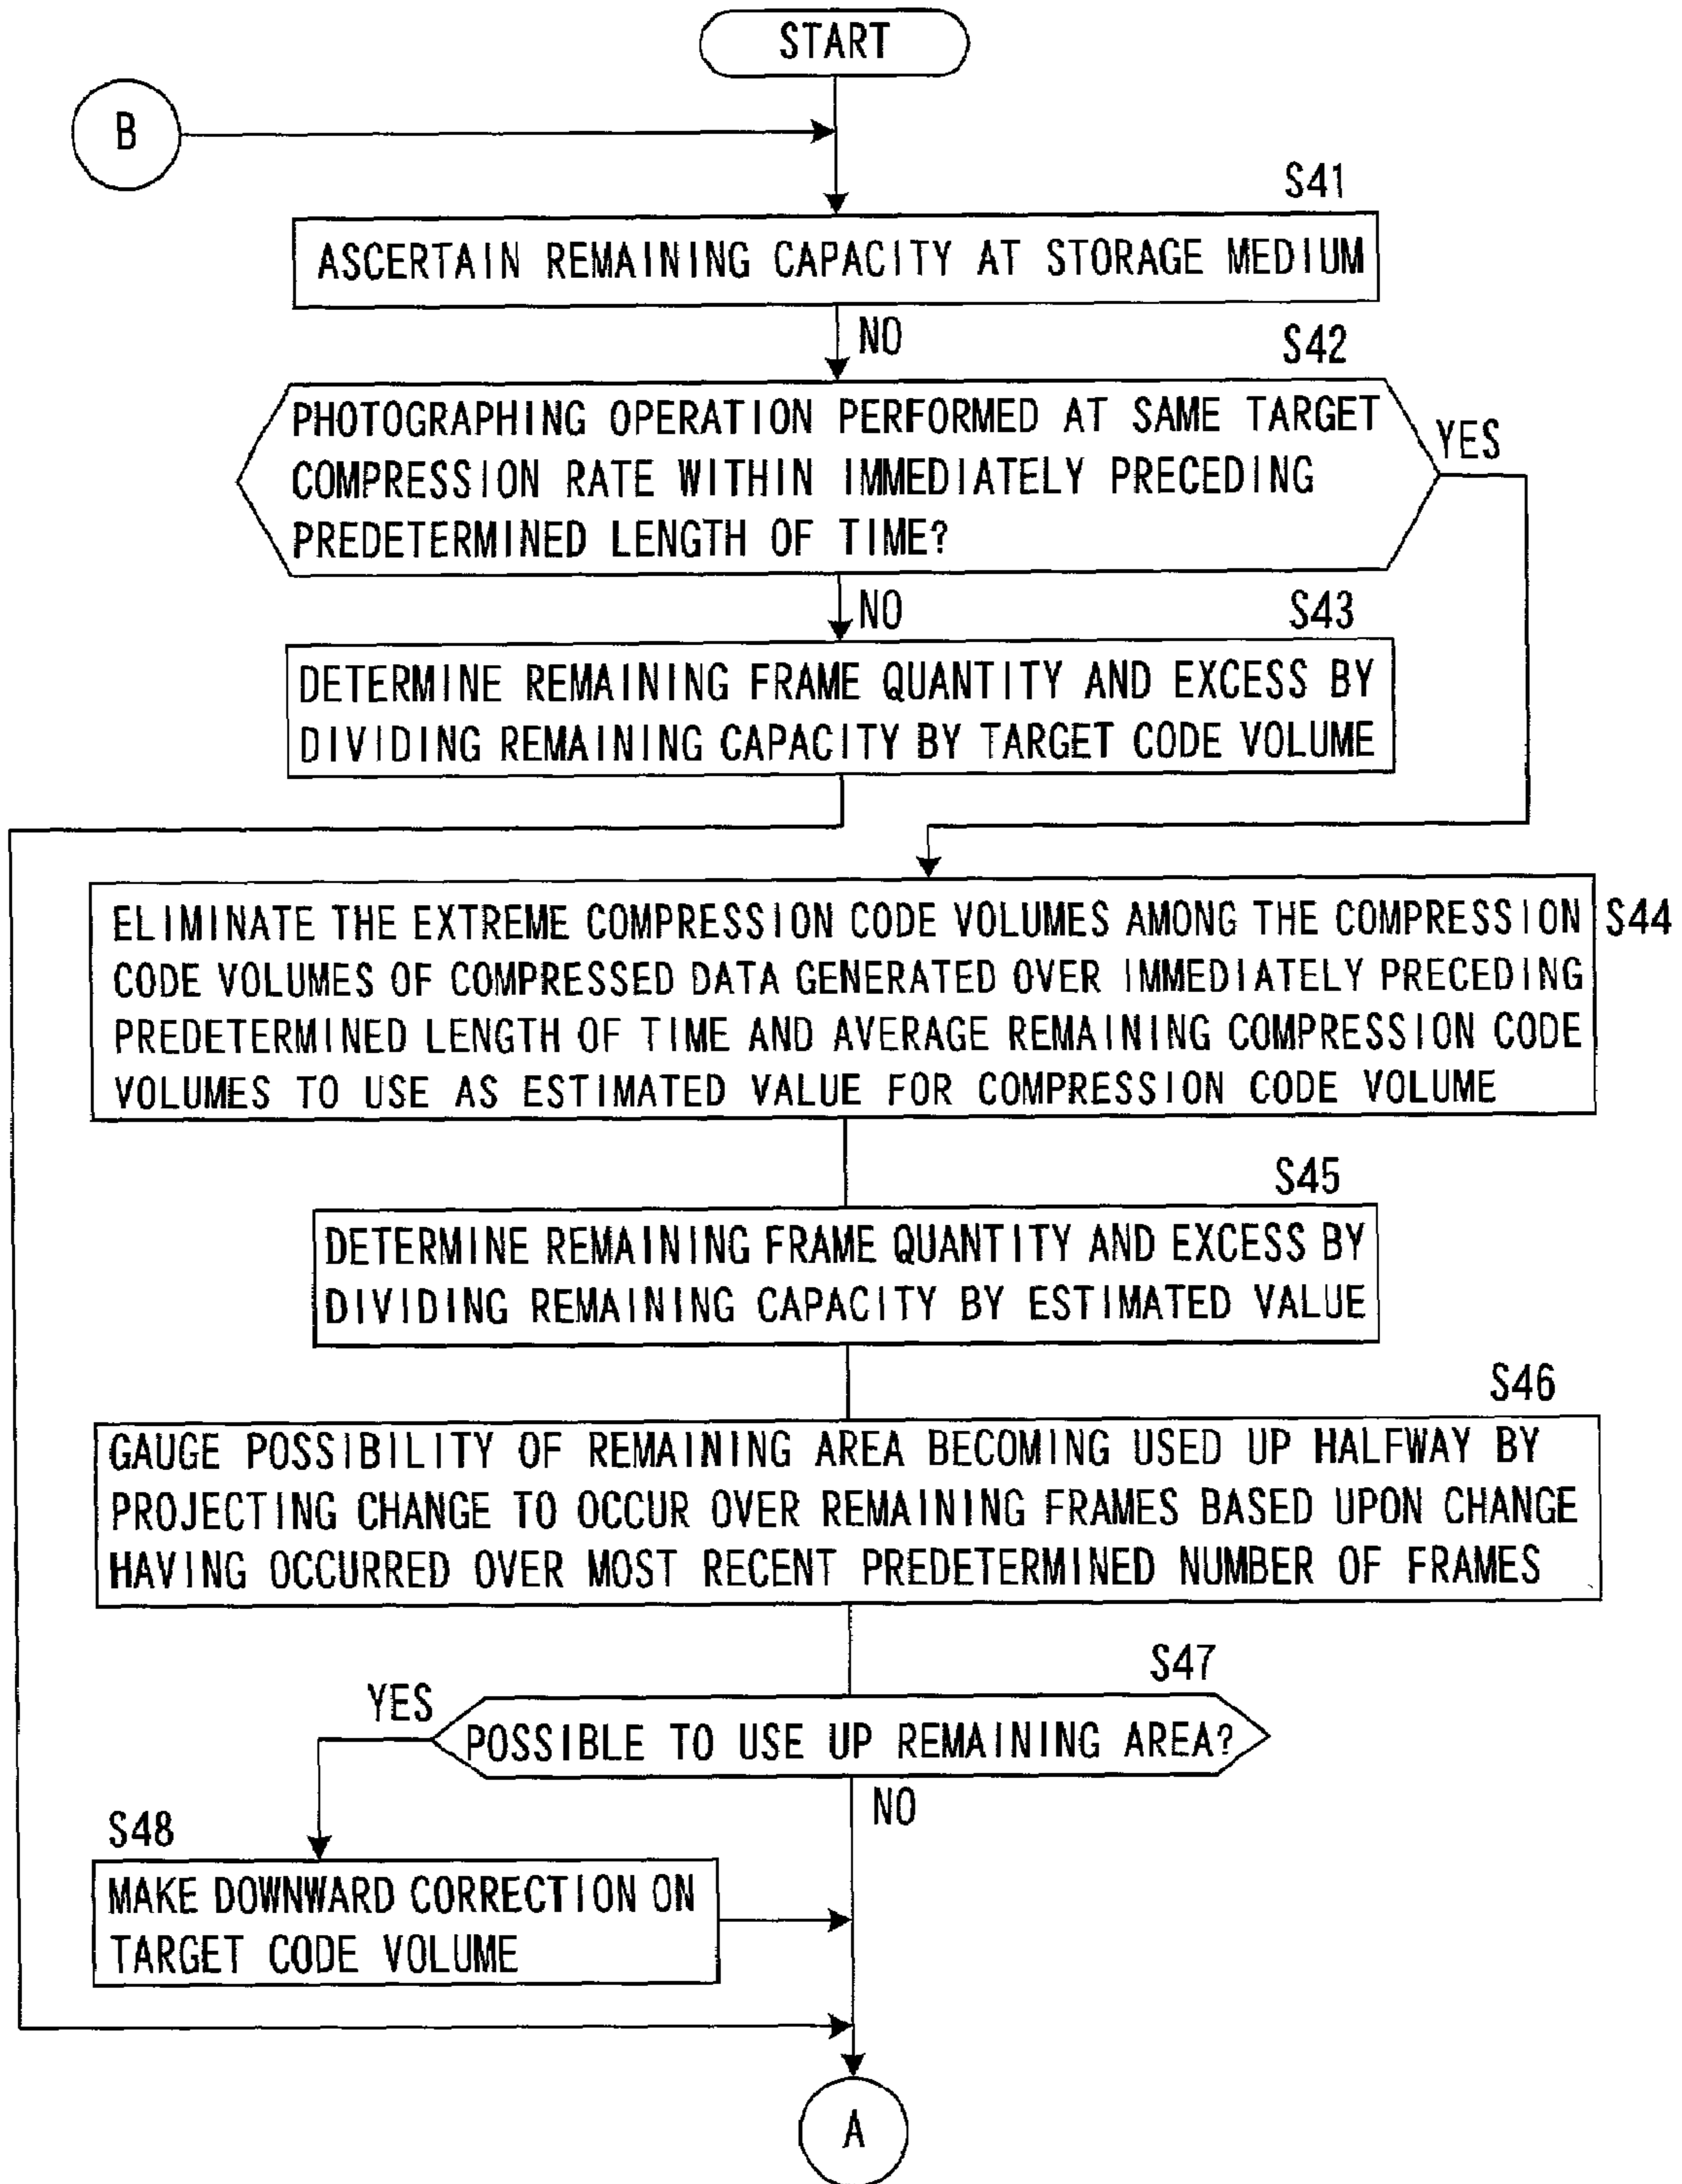 START
B
S41
ASCERTAIN REMAINING CAPACITY AT STORAGE MEDIUM
NO
S42
PHOTOGRAPHING OPERATION PERFORMED AT SAME TARGET
COMPRESSION RATE WITHIN IMMEDIATELY PRECEDING
PREDETERMINED LENGTH OF TIME?
YES
NO
S43
DETERMINE REMAINING FRAME QUANTITY AND EXCESS BY
DIVIDING REMAINING CAPACITY BY TARGET CODE VOLUME
ELIMINATE THE EXTREME COMPRESSION CODE VOLUMES AMONG THE COMPRESSION
S44
CODE VOLUMES OF COMPRESSED DATA GENERATED OVER IMMEDIATELY PRECEDING
PREDETERMINED LENGTH OF TIME AND AVERAGE REMAINING COMPRESSION CODE
VOLUMES TO USE AS ESTIMATED VALUE FOR COMPRESSION CODE VOLUME
S45
DETERMINE REMAINING FRAME QUANTITY AND EXCESS BY
DIVIDING REMAINING CAPACITY BY ESTIMATED VALUE
S46
GAUGE POSSIBILITY OF REMAINING AREA BECOMING USED UP HALFWAY BY
PROJECTING CHANGE TO OCCUR OVER REMAINING FRAMES BASED UPON CHANGE
HAVING OCCURRED OVER MOST RECENT PREDETERMINED NUMBER OF FRAMES
S47
YES
POSSIBLE TO USE UP REMAINING AREA?
NO
S48
MAKE DOWNWARD CORRECTION ON
TARGET CODE VOLUME
A